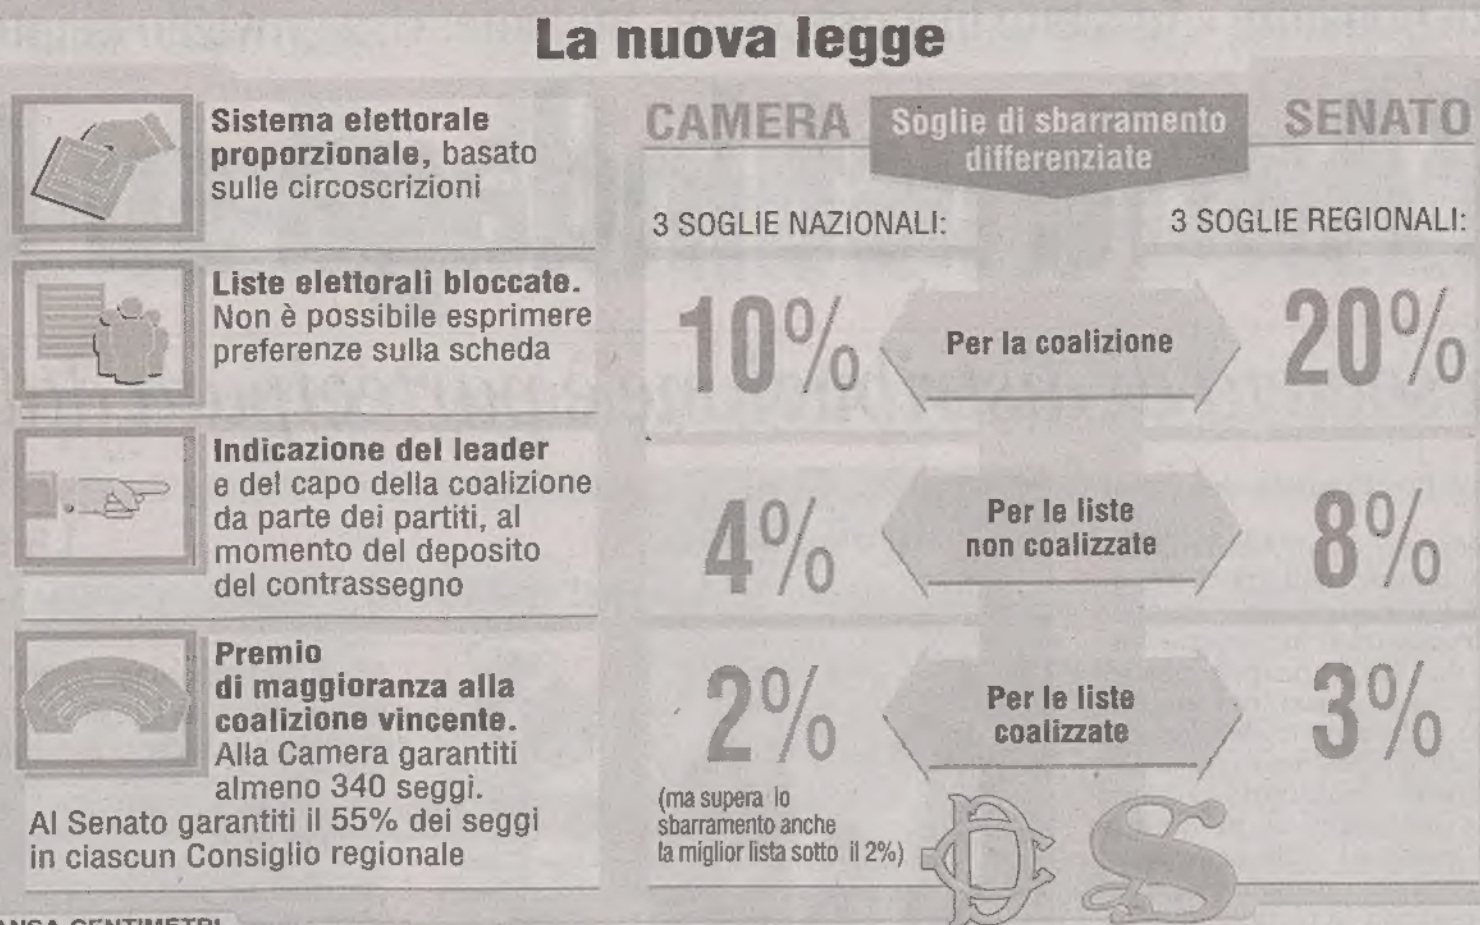 La nuova legge
Sistema elettorale
proporzionale, basato
sulle circoscrizioni
Liste elettorali bloccate.
Non è possibile esprimere
preferenze sulla scheda
Indicazione del leader
e del capo della coalizione
da parte dei partiti, al
momento del deposito
del contrassegno
Premio
di maggioranza alla
coalizione vincente.
Alla Camera garantiti
almeno 340 seggi.
Al Senato garantiti il 55% dei seggi
in ciascun Consiglio regionale
CAMERA
Soglie di sbarramento
differenziate
SENATO
3 SOGLIE NAZIONALI:
3 SOGLIE REGIONALI:
10%
Per la coalizione
20%
4%
Per le liste
non coalizzate
8%
2%
Per le liste
coalizzate
3%
(ma supera lo
sbarramento anche
la miglior lista sotto il 2%)
ANSA-CENTIMETRI